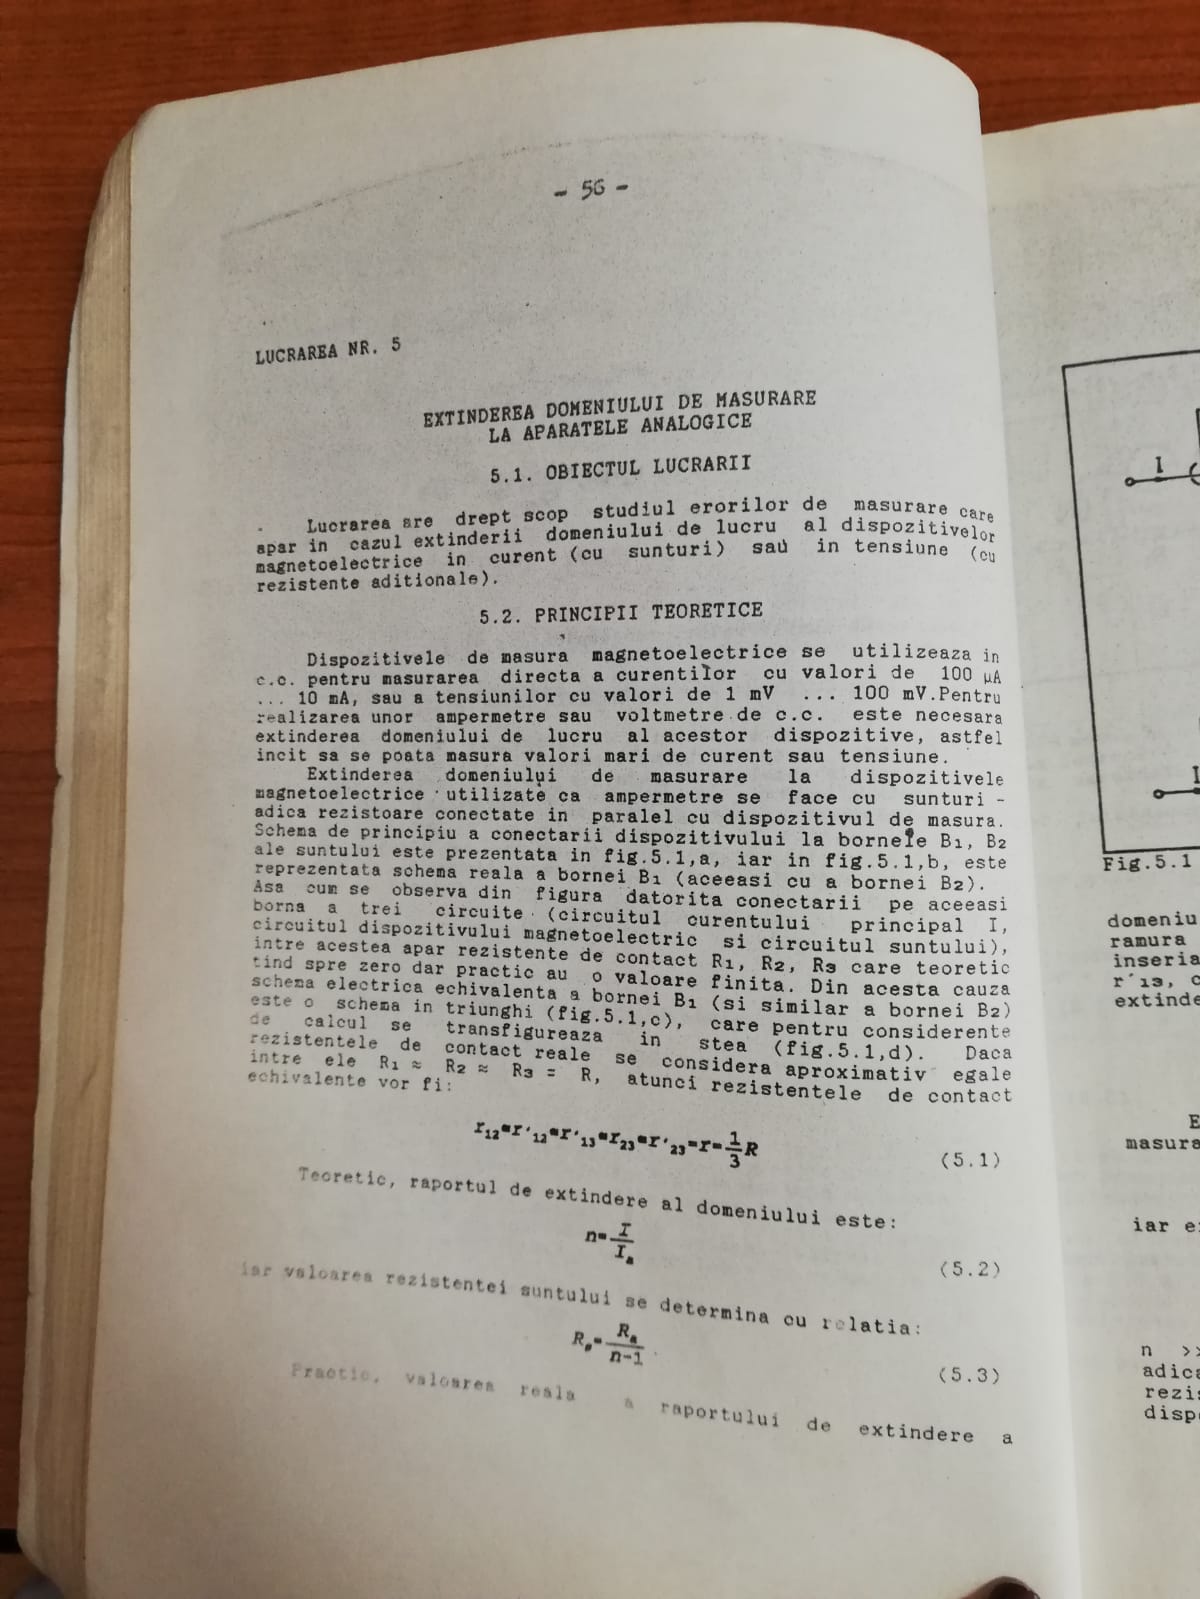 - 56 -
LUCRAREA NR. 5
EXTINDEREA DOMENIULUI DE MASURARE
LA APARATELE ANALOGICE
5.1. OBIECTUL LUCRARII
Lucrarea are drept scop studiul erorilor de masurare care
apar in cazul extinderii domeniului de lucru al dispozitivelor
magnetoelectrice in curent (cu sunturi) sau in tensiune (cu
rezistente aditionale).
5.2. PRINCIPII TEORETICE
Dispozitivele de masura magnetoelectrice se utilizeaza in
c.c. pentru masurarea directa a curentilor cu valori de 100 µA
... 10 mA, sau a tensiunilor cu valori de 1 mV ... 100 mV.Pentru
realizarea unor ampermetre sau voltmetre de c.c. este necesara
extinderea domeniului de lucru al acestor dispozitive, astfel
incit sa se poata masura valori mari de curent sau tensiune.
Extinderea domeniului de masurare la dispozitivele
magnetoelectrice utilizate ca ampermetre se face cu sunturi -
adica rezistoare conectate in paralel cu dispozitivul de masura.
Schema de principiu a conectarii dispozitivului la bornele B1, B2
ale suntului este prezentata in fig.5.1,a, iar in fig.5.1,b, este
reprezentata schema reala a bornei B1 (aceeasi cu a bornei B2).
Asa cum se observa din figura datorita conectarii pe aceeasi
borna a trei circuite (circuitul curentului principal I,
circuitul dispozitivului magnetoelectric si circuitul suntului),
intre acestea apar rezistente de contact R1, R2, R3 care teoretic
tind spre zero dar practic au o valoare finita. Din acesta cauza
schema electrica echivalenta a bornei B1 (si similar a bornei B2)
este o schema in triunghi (fig.5.1,c), care pentru considerente
de calcul se transfigureaza in stea (fig.5.1,d). Daca
rezistentele de contact reale se considera aproximativ egale
intre ele R1 ≈ R2 ≈ R3 = R, atunci rezistentele de contact
echivalente vor fi:
r12=r'12=r'13=r23=r'23=r=1/3 R (5.1)
Teoretic, raportul de extindere al domeniului este:
n=I/Ia (5.2)
iar valoarea rezistentei suntului se determina cu relatia:
Rs=Ra/n-1 (5.3)
Practic, valoarea reala a raportului de extindere a
I
I
Fig.5.1
domeniu
ramura
inseria
r'13, c
extinde
E
masura
iar e
n >>
adica
rezis
disp